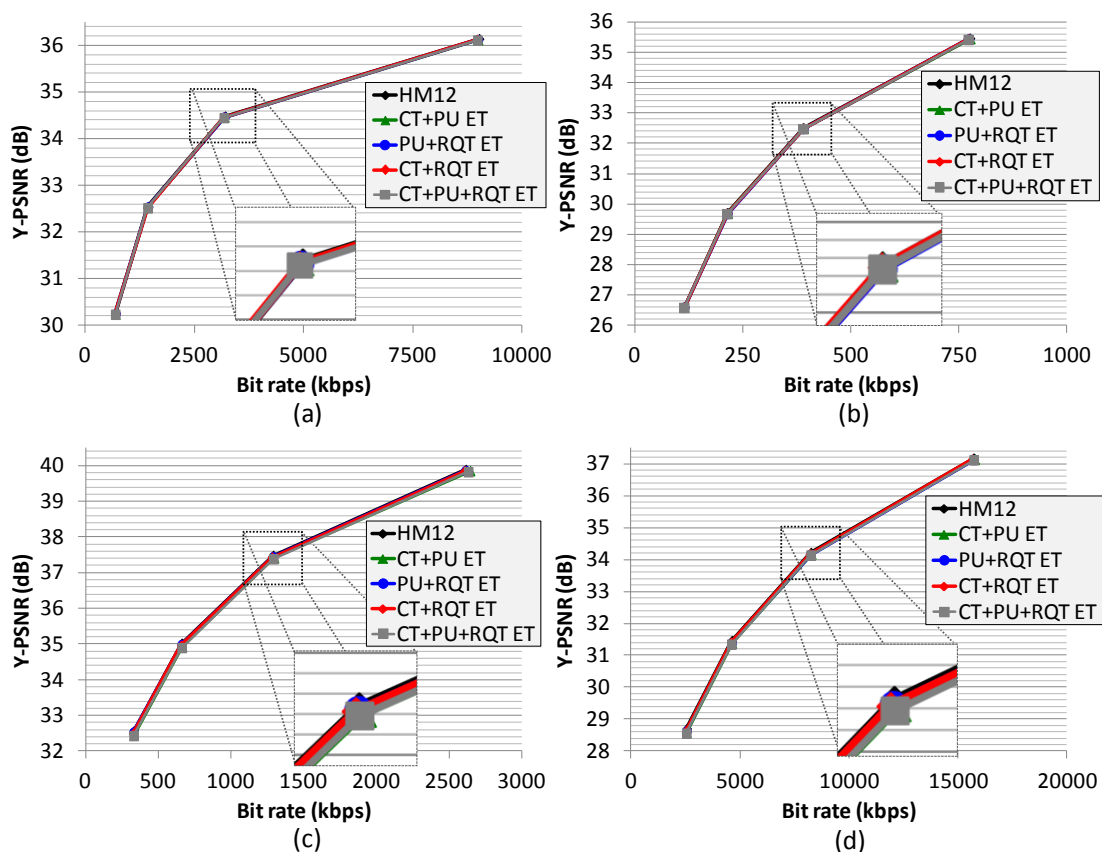 36
35
34
33
32
31
30
Y-PSNR (dB)
0 2500 5000 7500 10000
Bit rate (kbps)
HM12
CT+PU ET
PU+RQT ET
CT+RQT ET
CT+PU+RQT ET
(a)
36
35
34
33
32
31
30
29
28
27
26
Y-PSNR (dB)
0 250 500 750 1000
Bit rate (kbps)
HM12
CT+PU ET
PU+RQT ET
CT+RQT ET
CT+PU+RQT ET
(b)
40
39
38
37
36
35
34
33
32
Y-PSNR (dB)
0 500 1000 1500 2000 2500 3000
Bit rate (kbps)
HM12
CT+PU ET
PU+RQT ET
CT+RQT ET
CT+PU+RQT ET
(c)
37
36
35
34
33
32
31
30
29
28
Y-PSNR (dB)
0 5000 10000 15000 20000
Bit rate (kbps)
HM12
CT+PU ET
PU+RQT ET
CT+RQT ET
CT+PU+RQT ET
(d)